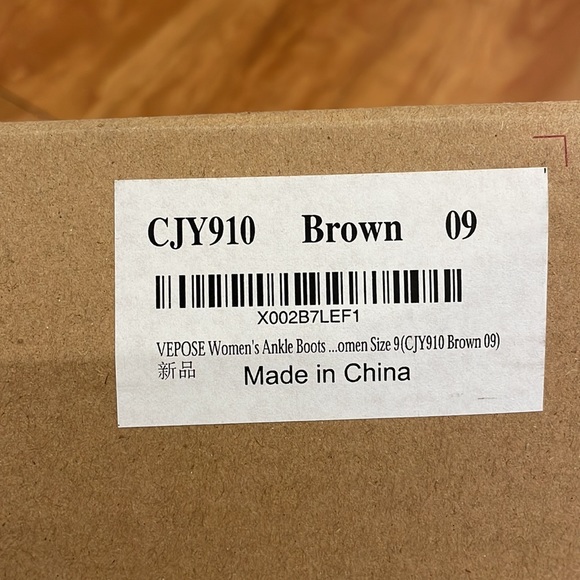 CJY910 Brown 09
X002B7LEF1
VEPOSE Women's Ankle Boots ...omen Size 9(CJY910 Brown 09)
新品 Made in China